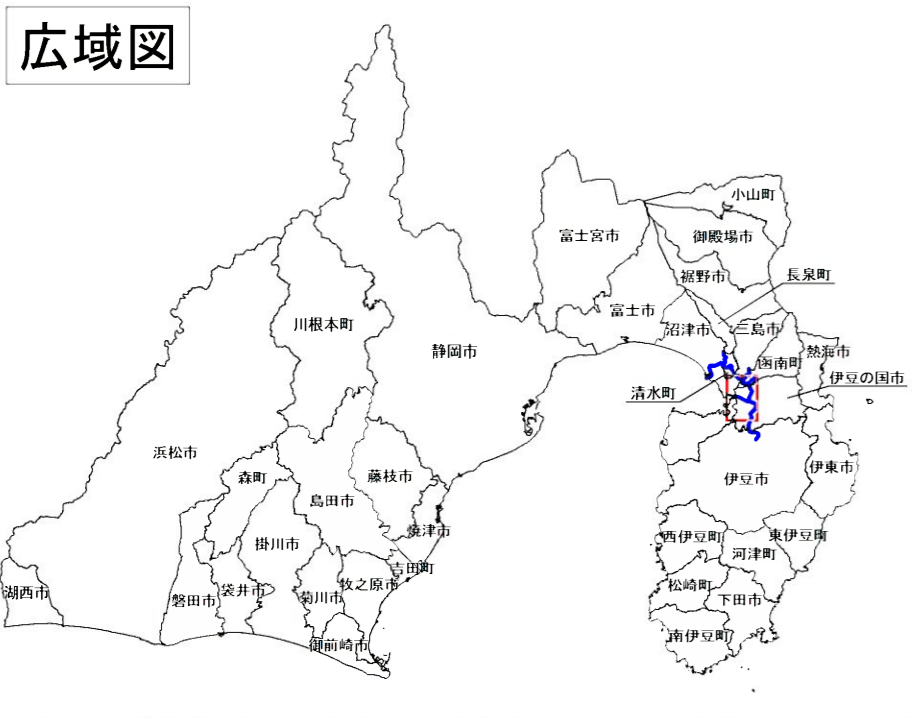 広域図
小山町
富士宮市
御殿場市
裾野市
長泉町
富士市
沼津市
三島市
川根本町
静岡市
函南町
熱海市
伊豆の国市
清水町
浜松市
森町
藤枝市
伊豆市
伊東市
島田市
焼津市
掛川市
西伊豆町
東伊豆町
河津町
吉田町
湖西市
磐田市
袋井市
菊川市
牧之原市
松崎町
下田市
御前崎市
南伊豆町